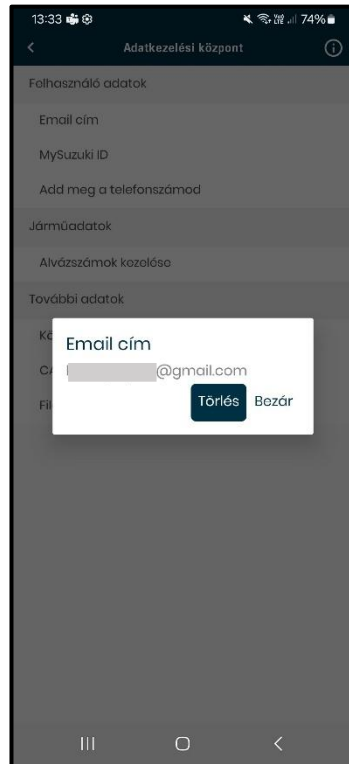 13:33 74%
Adatkezelési központ
Felhasználó adatok
Email cím
MySuzuki ID
Add meg a telefonszámod
Járműadatok
Alvázszámok kezelése
További adatok
Email cím
@gmail.com
Törlés Bezár